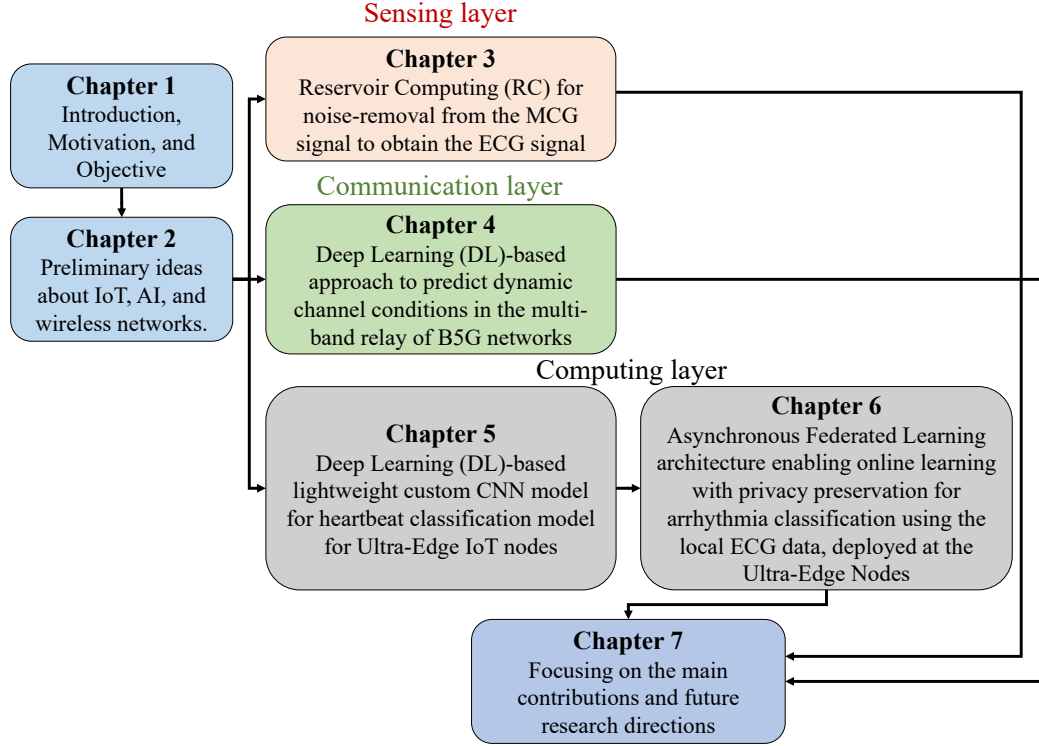 Sensing layer
Chapter 1
Introduction,
Motivation, and
Objective
Chapter 2
Preliminary ideas
about IoT, AI, and
wireless networks.
Chapter 3
Reservoir Computing (RC) for
noise-removal from the MCG
signal to obtain the ECG signal
Communication layer
Chapter 4
Deep Learning (DL)-based
approach to predict dynamic
channel conditions in the multi-
band relay of B5G networks
Computing layer
Chapter 5
Deep Learning (DL)-based
lightweight custom CNN model
for heartbeat classification model
for Ultra-Edge IoT nodes
Chapter 6
Asynchronous Federated Learning
architecture enabling online learning
with privacy preservation for
arrhythmia classification using the
local ECG data, deployed at the
Ultra-Edge Nodes
Chapter 7
Focusing on the main
contributions and future
research directions